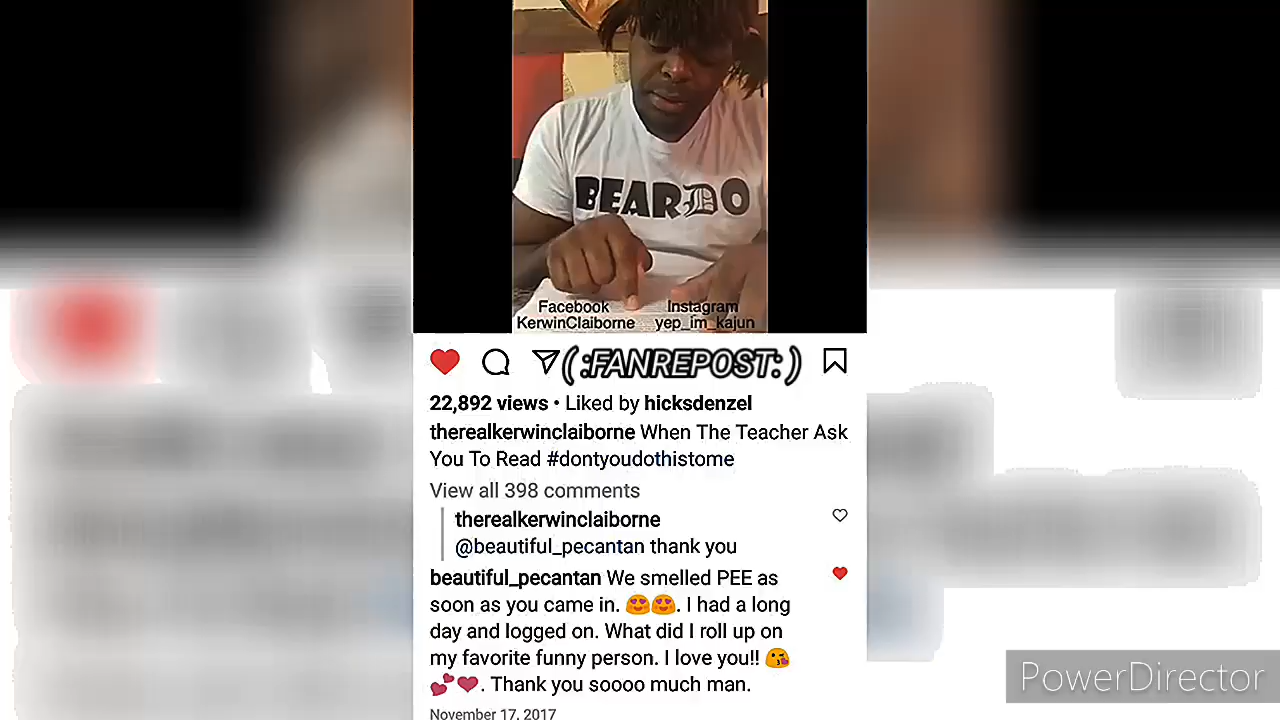 BEARDO
Facebook Instagram
KerwinClaiborne yep_im_kajun
(:FANREPOST:)
22,892 views • Liked by hicksdenzel
therealkerwinclaiborne When The Teacher Ask
You To Read #dontyoudothistome
View all 398 comments
therealkerwinclaiborne
@beautiful_pecantan thank you
beautiful_pecantan We smelled PEE as
soon as you came in. 😍😍. I had a long
day and logged on. What did I roll up on
my favorite funny person. I love you!! 😘
💕❤. Thank you soooo much man.
November 17, 2017
PowerDirector